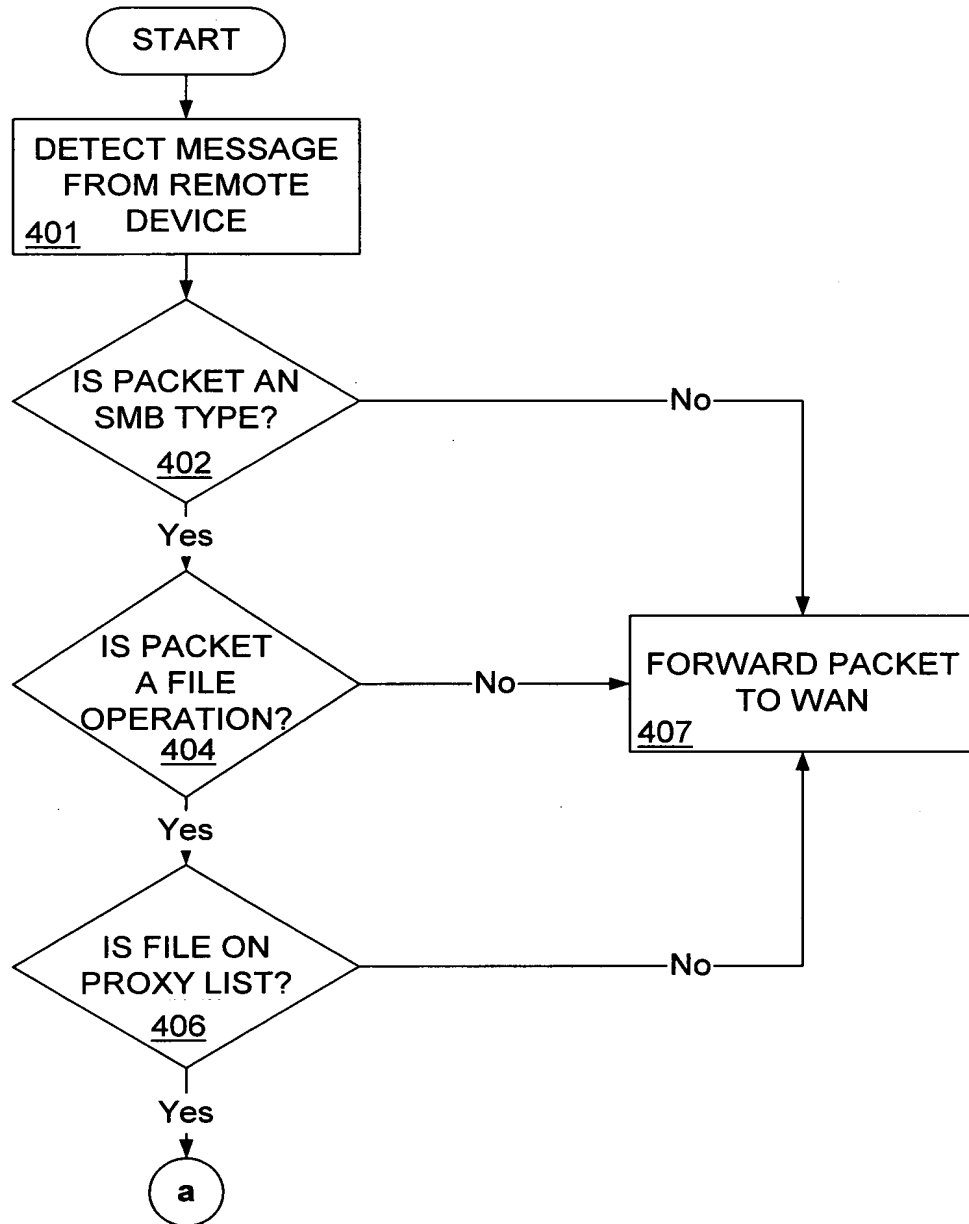 START
DETECT MESSAGE
FROM REMOTE
DEVICE
401
IS PACKET AN
SMB TYPE?
402
No
Yes
IS PACKET
A FILE
OPERATION?
404
No
FORWARD PACKET
TO WAN
407
Yes
IS FILE ON
PROXY LIST?
406
No
Yes
a